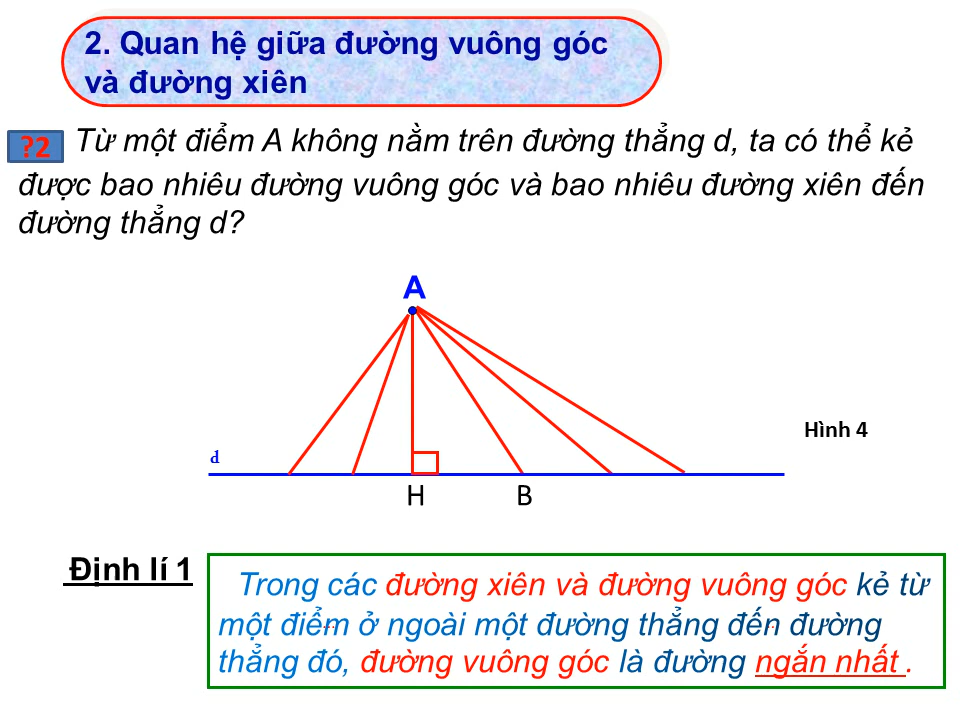 2. Quan hệ giữa đường vuông góc
và đường xiên
?2 Từ một điểm A không nằm trên đường thẳng d, ta có thể kẻ
được bao nhiêu đường vuông góc và bao nhiêu đường xiên đến
đường thẳng d?
A
Hình 4
d
H B
Định lí 1
Trong các đường xiên và đường vuông góc kẻ từ
một điểm ở ngoài một đường thẳng đến đường
thẳng đó, đường vuông góc là đường ngắn nhất .